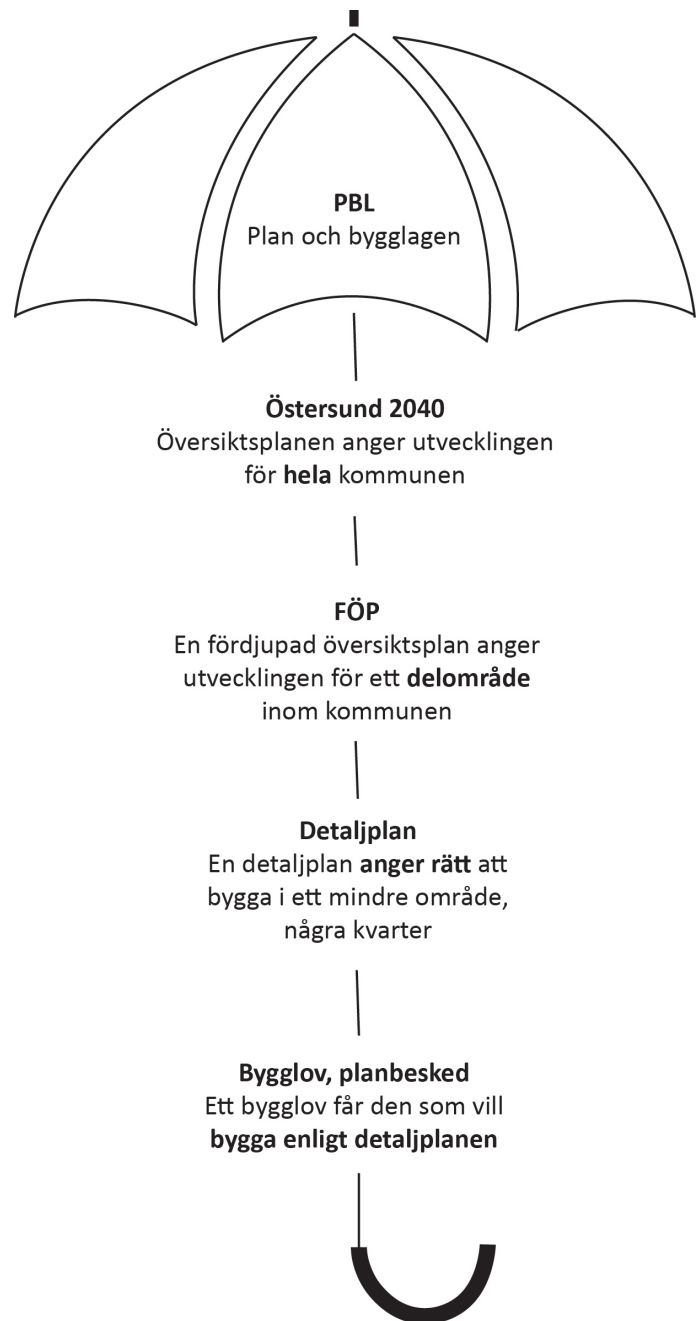 PBL
Plan och bygglagen
Östersund 2040
Översiktsplanen anger utvecklingen
för hela kommunen
FÖP
En fördjupad översiktsplan anger
utvecklingen för ett delområde
inom kommunen
Detaljplan
En detaljplan anger rätt att
bygga i ett mindre område,
några kvarter
Bygglov, planbesked
Ett bygglov får den som vill
bygga enligt detaljplanen